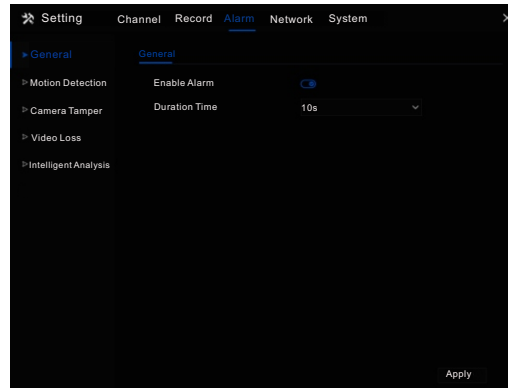 Setting Channel Record Alarm Network System
General
General
Motion Detection
Enable Alarm
Duration Time 10s
Camera Tamper
Video Loss
Intelligent Analysis
Apply